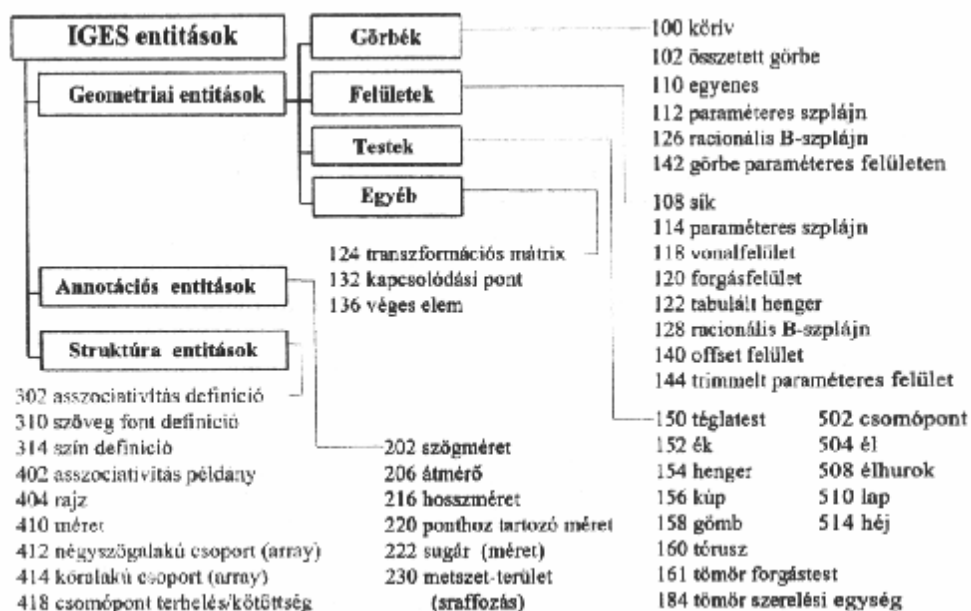 IGES entitások
Geometriai entitások
Görbék
Felületek
Testek
Egyéb
100 körív
102 összetett görbe
110 egyenes
112 paraméteres szplájn
126 racionális B-szplájn
142 görbe paraméteres felületen
108 sík
114 paraméteres szplájn
118 vonalfelület
120 forgásfelület
122 tabulált henger
128 racionális B-szplájn
140 offset felület
144 trimmelt paraméteres felület
124 transzformációs mátrix
132 kapcsolódási pont
136 véges elem
Annotációs entitások
Struktúra entitások
302 asszociativitás definíció
310 szöveg font definíció
314 szín definíció
402 asszociativitás példány
404 rajz
410 méret
412 négyszögalakú csoport (array)
414 köralakú csoport (array)
418 csomópont terhelés/kötöttség
202 szögméret
206 átmérő
216 hosszméret
220 ponthoz tartozó méret
222 sugár (méret)
230 metszet-terület
(sraffozás)
150 téglatest
152 ék
154 henger
156 kúp
158 gömb
160 tórusz
161 tömör forgástest
184 tömör szerelési egység
502 csomópont
504 él
508 élhurok
510 lap
514 héj